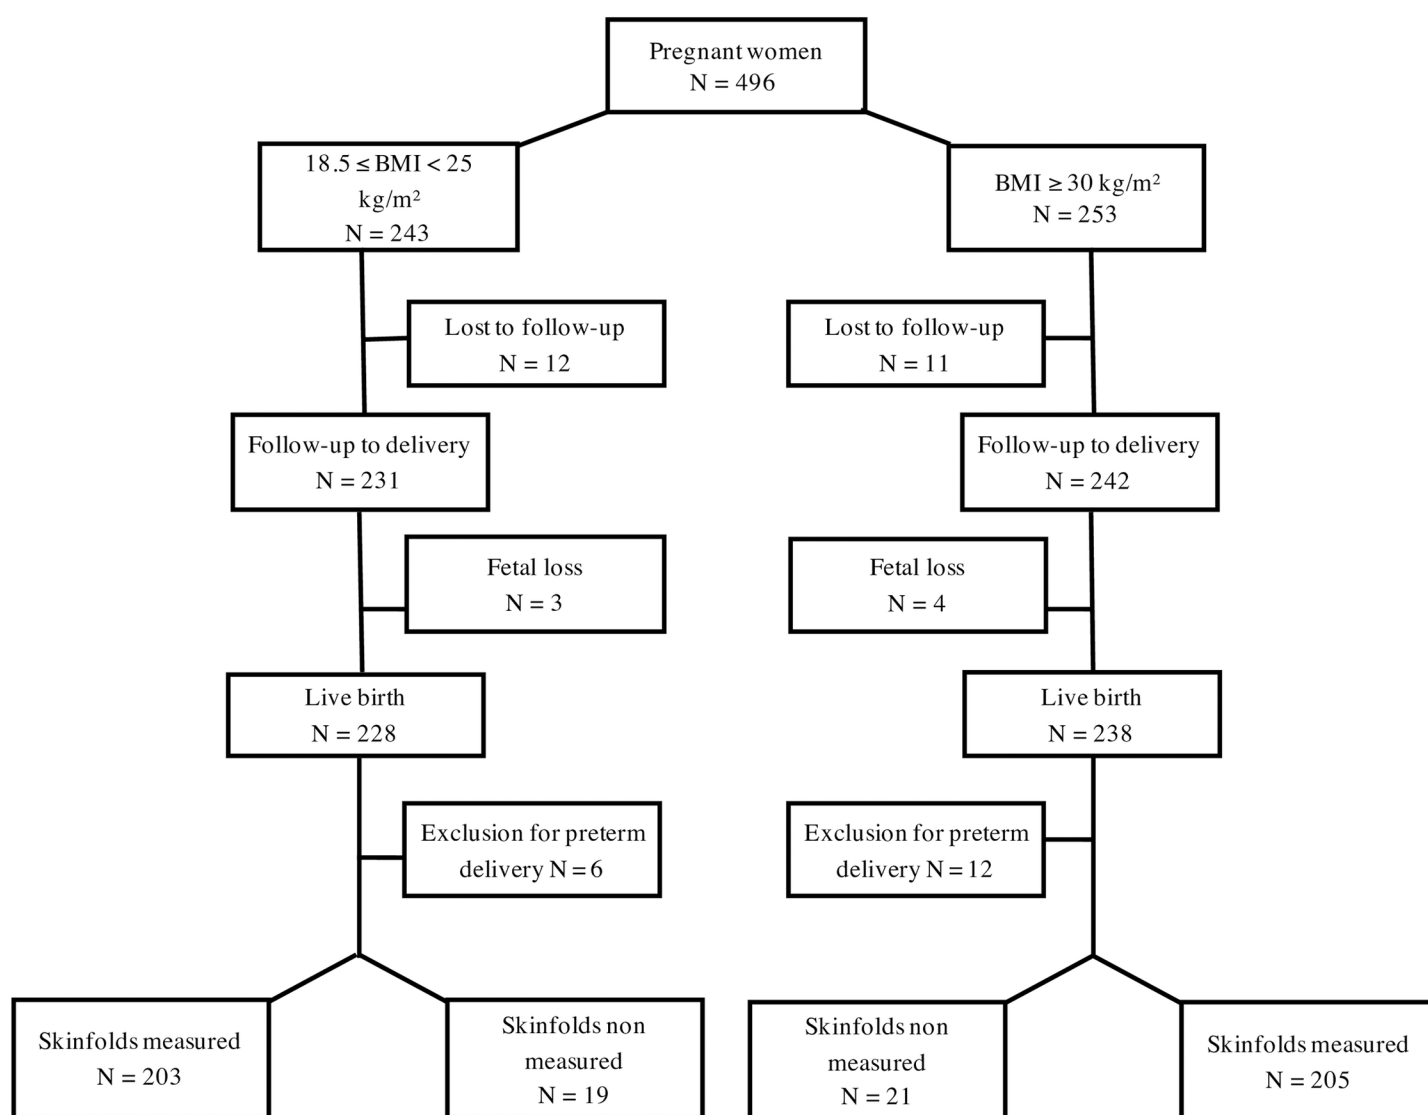 Pregnant women
N = 496
18.5 ≤ BMI < 25
kg/m²
N = 243
BMI ≥ 30 kg/m²
N = 253
Lost to follow-up
N = 12
Lost to follow-up
N = 11
Follow-up to delivery
N = 231
Follow-up to delivery
N = 242
Fetal loss
N = 3
Fetal loss
N = 4
Live birth
N = 228
Live birth
N = 238
Exclusion for preterm
delivery N = 6
Exclusion for preterm
delivery N = 12
Skinfolds measured
N = 203
Skinfolds non
measured
N = 19
Skinfolds non
measured
N = 21
Skinfolds measured
N = 205